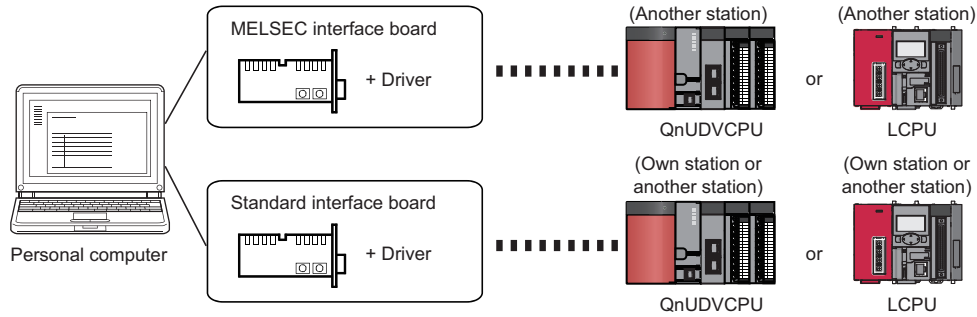 MELSEC interface board
+ Driver
(Another station)
QnUDVCPU
or
(Another station)
LCPU
Personal computer
Standard interface board
+ Driver
(Own station or
another station)
QnUDVCPU
or
(Own station or
another station)
LCPU